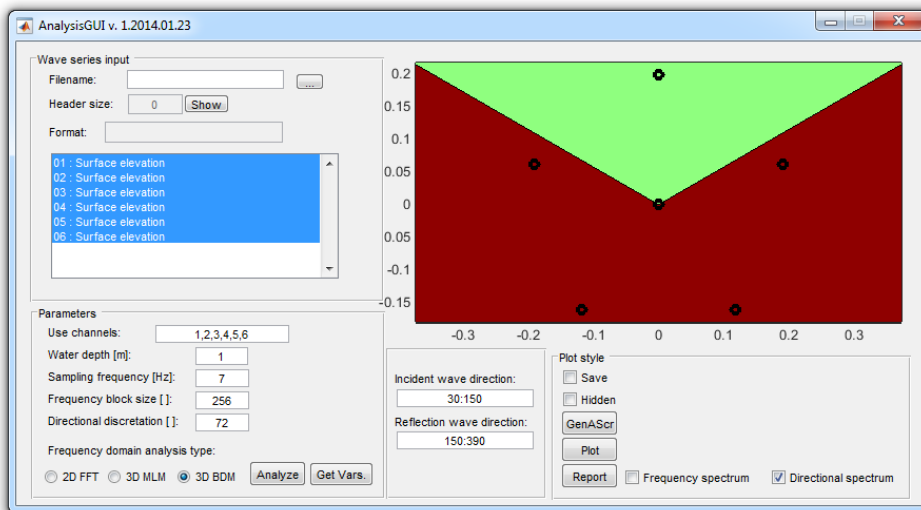 AnalysisGUI v. 1.2014.01.23
Wave series input
Filename:
...
Header size: 0 Show
Format:
01 : Surface elevation
02 : Surface elevation
03 : Surface elevation
04 : Surface elevation
05 : Surface elevation
06 : Surface elevation
0.2
0.15
0.1
0.05
0
0.05
-0.1
-0.15
-0.3 -0.2 -0.1 0 0.1 0.2 0.3
Parameters
Use channels: 1,2,3,4,5,6
Water depth [m]: 1
Sampling frequency [Hz]: 7
Frequency block size [ ]: 256
Directional discretation [ ]: 72
Frequency domain analysis type:
2D FFT 3D MLM 3D BDM Analyze Get Vars.
Incident wave direction:
30:150
Reflection wave direction:
150:390
Plot style
Save
Hidden
GenAScr
Plot
Report Frequency spectrum Directional spectrum